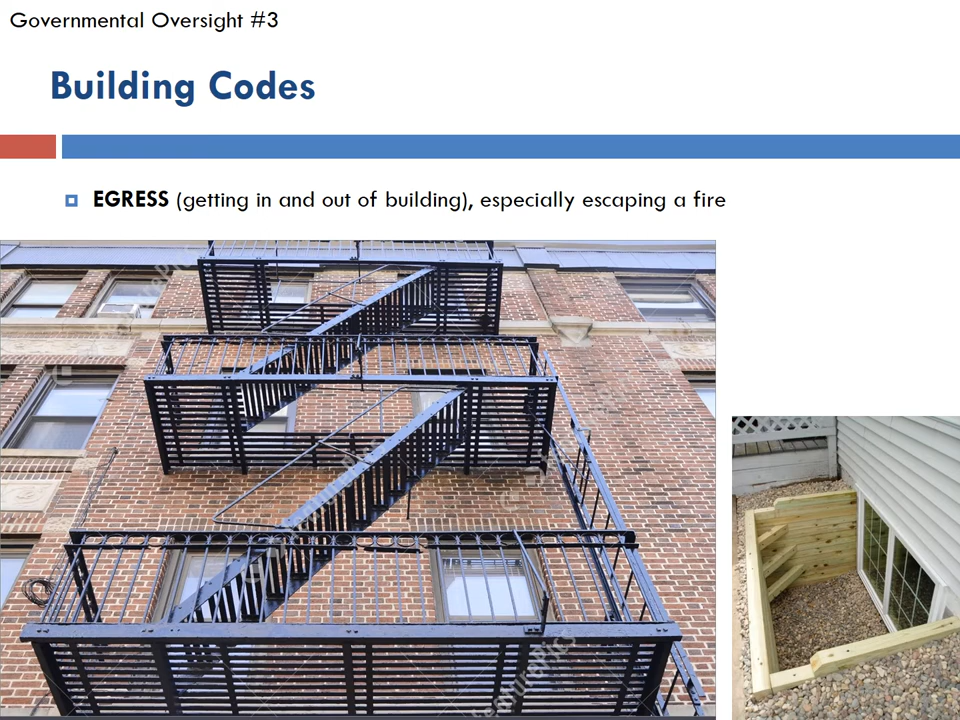 Governmental Oversight #3
Building Codes
EGRESS (getting in and out of building), especially escaping a fire